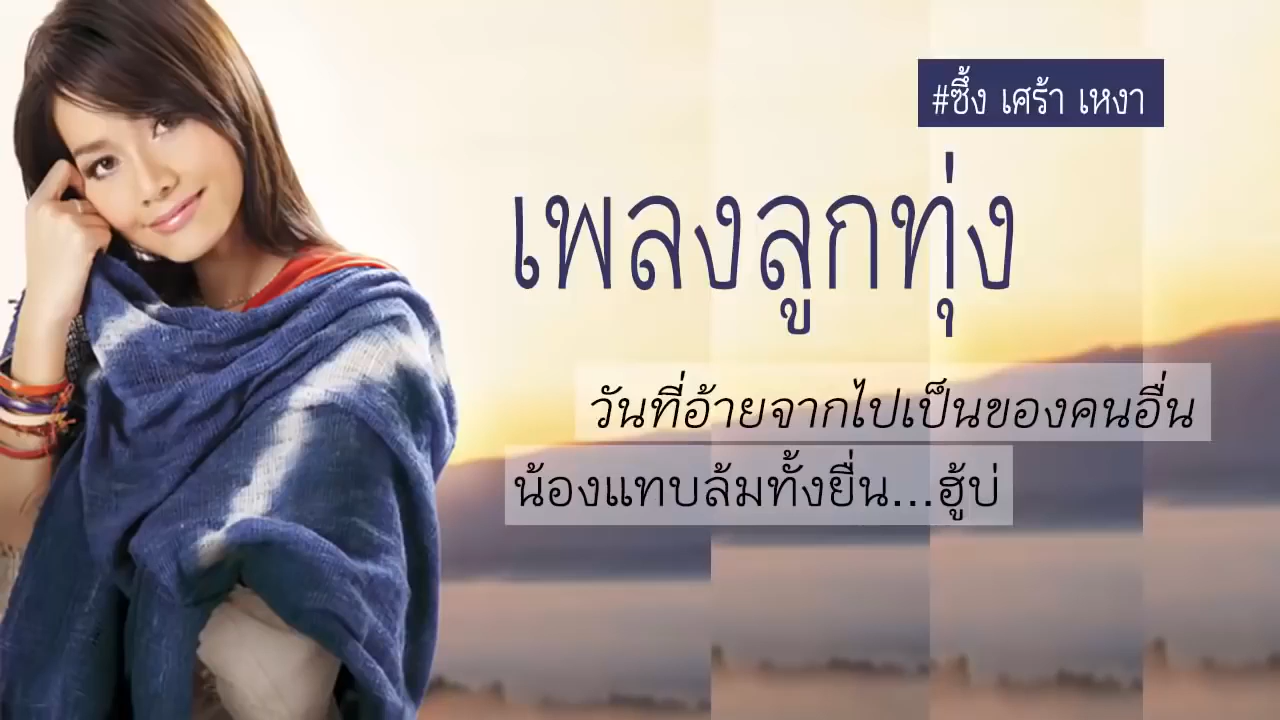 #ซึ้ง เศร้า เหงา
เพลงลูกทุ่ง
วันที่อ้ายจากไปเป็นของคนอื่น
น้องแทบล้มทั้งยืน...ฮู้บ่